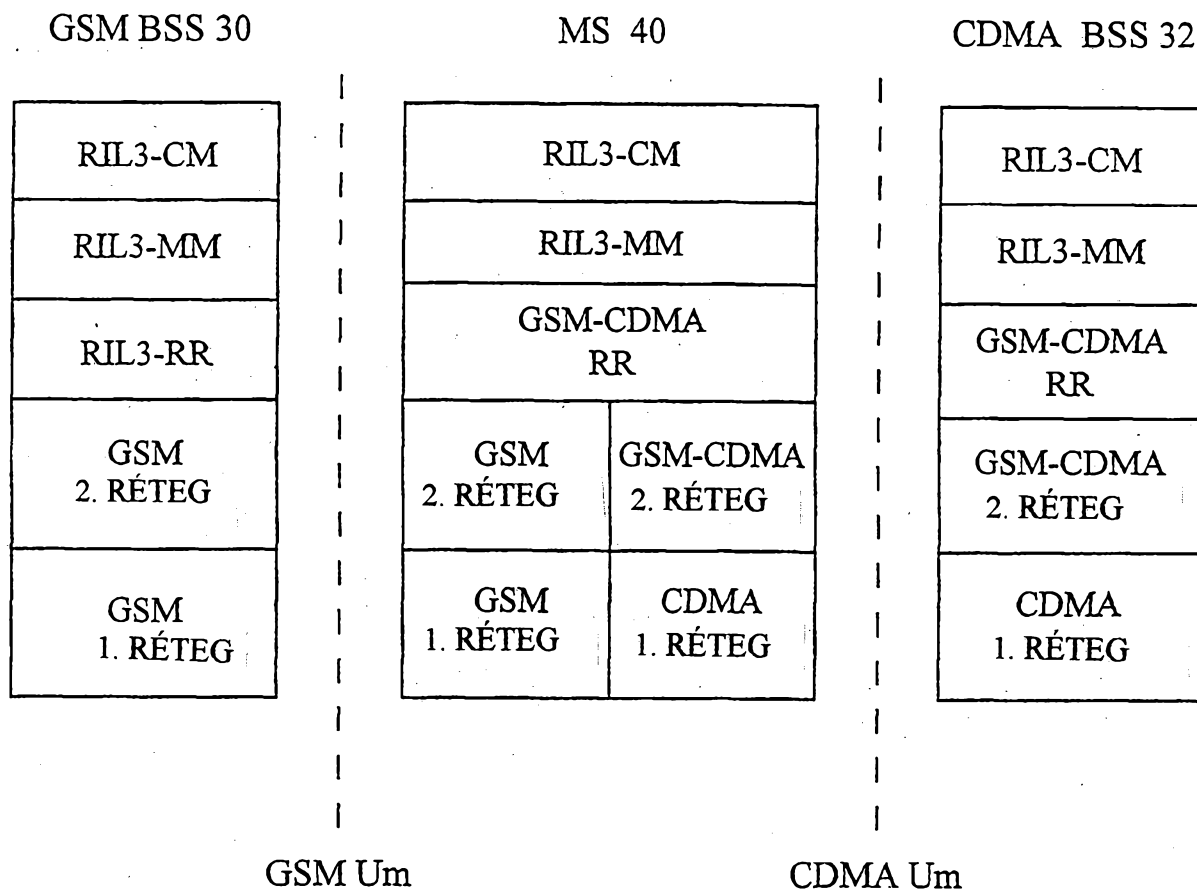 GSM BSS 30
MS 40
CDMA BSS 32
RIL3-CM
RIL3-MM
RIL3-RR
GSM
2. RÉTEG
GSM
1. RÉTEG
RIL3-CM
RIL3-MM
GSM-CDMA
RR
GSM
2. RÉTEG
GSM-CDMA
2. RÉTEG
GSM
1. RÉTEG
CDMA
1. RÉTEG
RIL3-CM
RIL3-MM
GSM-CDMA
RR
GSM-CDMA
2. RÉTEG
CDMA
1. RÉTEG
GSM Um
CDMA Um